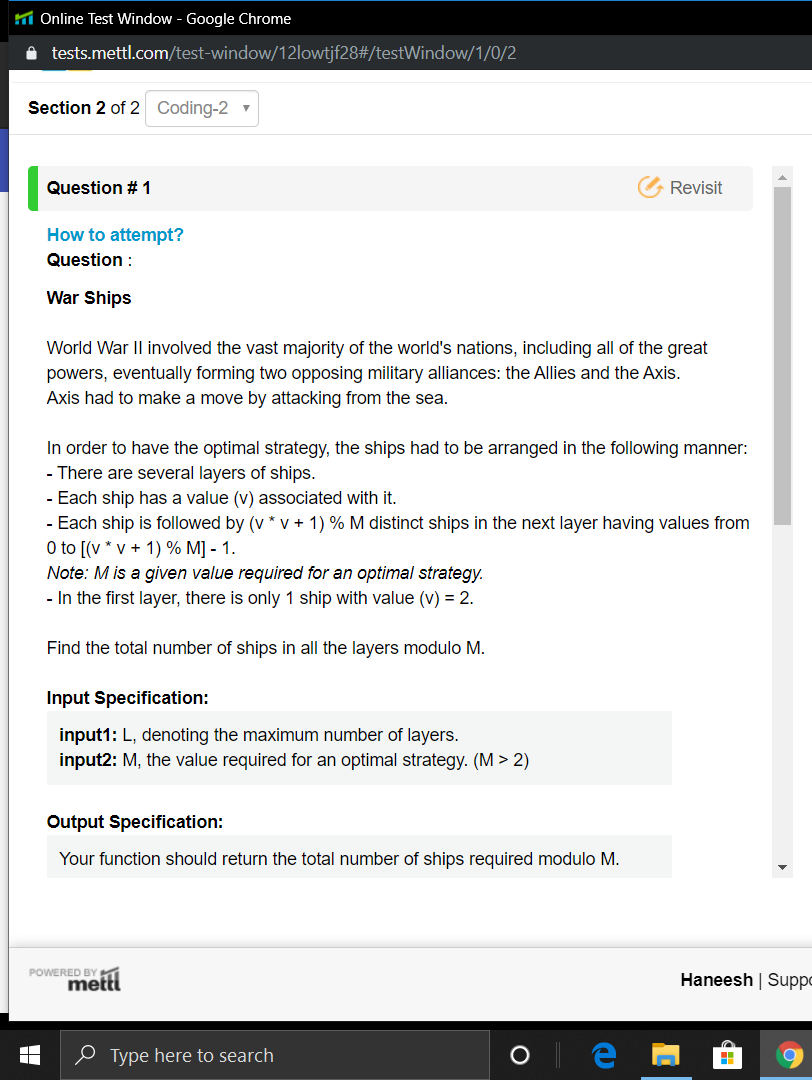 Online Test Window - Google Chrome
tests.mettl.com/test-window/12lowtjf28#/testWindow/1/0/2
Section 2 of 2 Coding-2
Question # 1 Revisit
How to attempt?
Question :
War Ships
World War II involved the vast majority of the world's nations, including all of the great
powers, eventually forming two opposing military alliances: the Allies and the Axis.
Axis had to make a move by attacking from the sea.
In order to have the optimal strategy, the ships had to be arranged in the following manner:
- There are several layers of ships.
- Each ship has a value (v) associated with it.
- Each ship is followed by (v * v + 1) % M distinct ships in the next layer having values from
0 to [(v * v + 1) % M] - 1.
Note: M is a given value required for an optimal strategy.
- In the first layer, there is only 1 ship with value (v) = 2.
Find the total number of ships in all the layers modulo M.
Input Specification:
input1: L, denoting the maximum number of layers.
input2: M, the value required for an optimal strategy. (M > 2)
Output Specification:
Your function should return the total number of ships required modulo M.
POWERED BY
mettl
Haneesh | Suppo
Type here to search